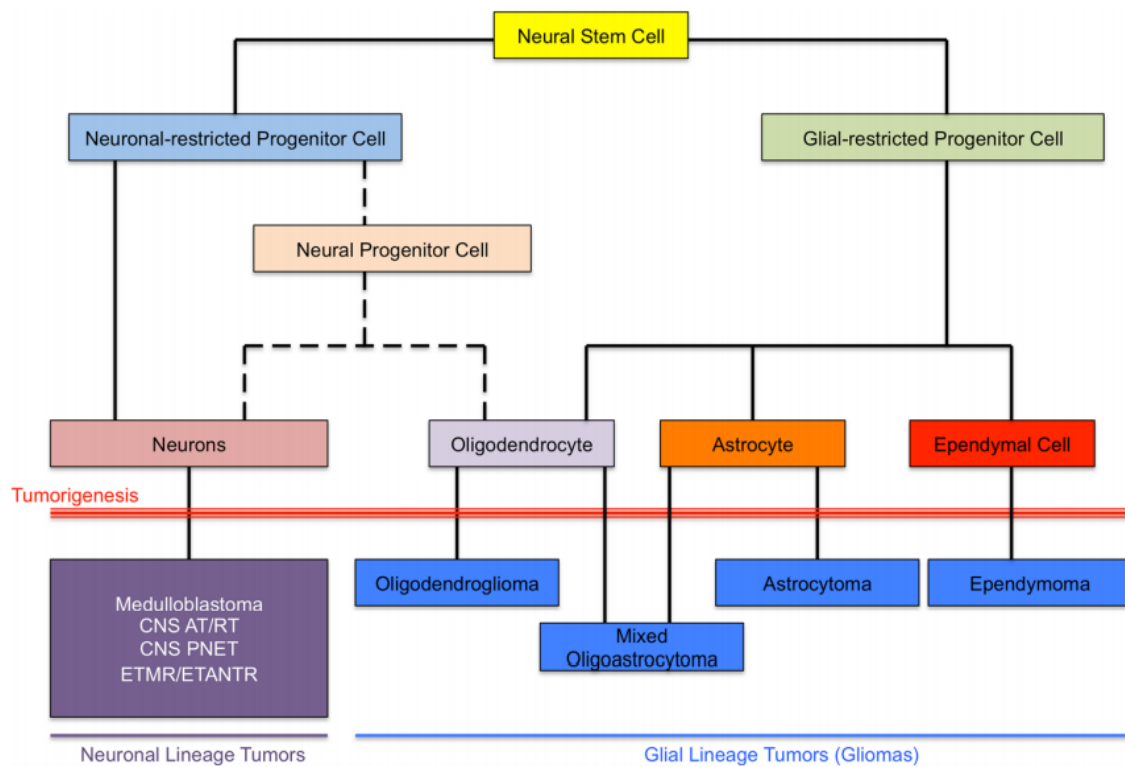 Neural Stem Cell
Neuronal-restricted Progenitor Cell
Glial-restricted Progenitor Cell
Neural Progenitor Cell
Neurons
Oligodendrocyte
Astrocyte
Ependymal Cell
Tumorigenesis
Medulloblastoma
CNS AT/RT
CNS PNET
ETMR/ETANTR
Oligodendroglioma
Astrocytoma
Ependymoma
Mixed
Oligoastrocytoma
Neuronal Lineage Tumors
Glial Lineage Tumors (Gliomas)